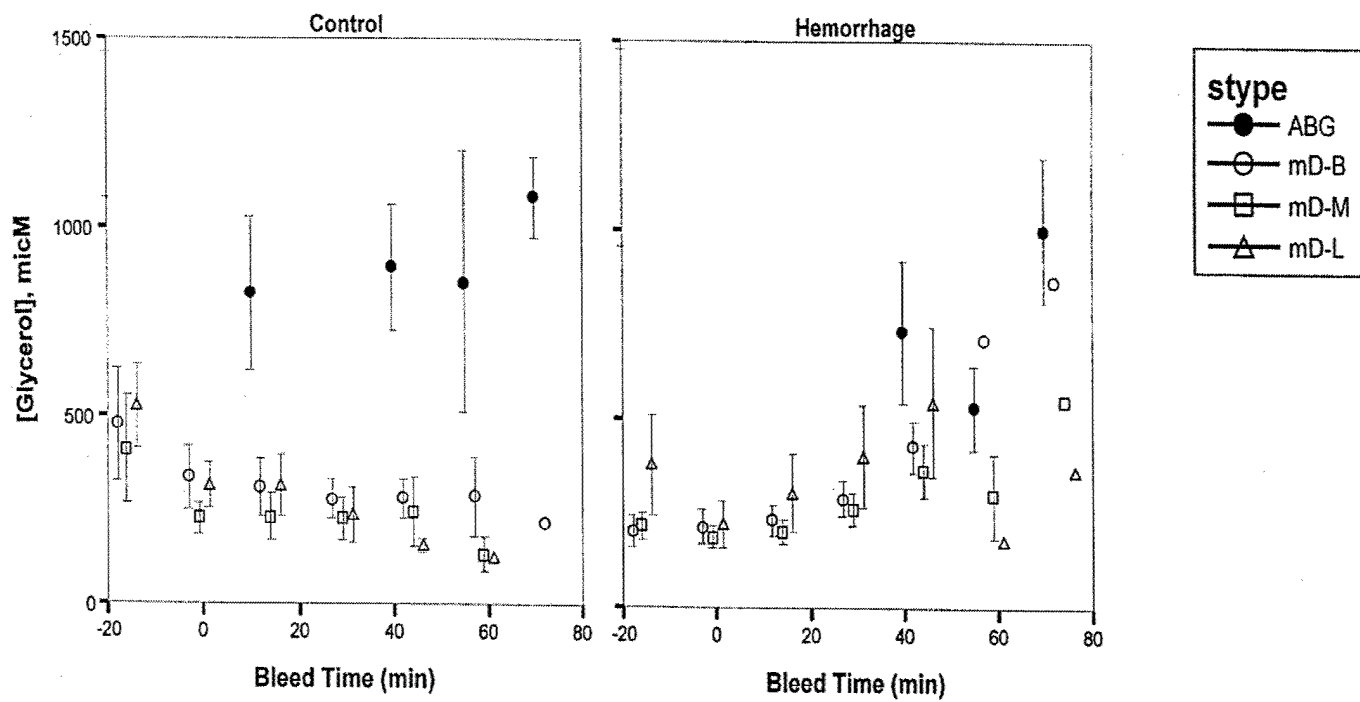 Control
Hemorrhage
1500
1000
500
0
[Glycerol], micM
-20
0
20
40
60
80
Bleed Time (min)
-20
0
20
40
60
80
Bleed Time (min)
stype
ABG
mD-B
mD-M
mD-L